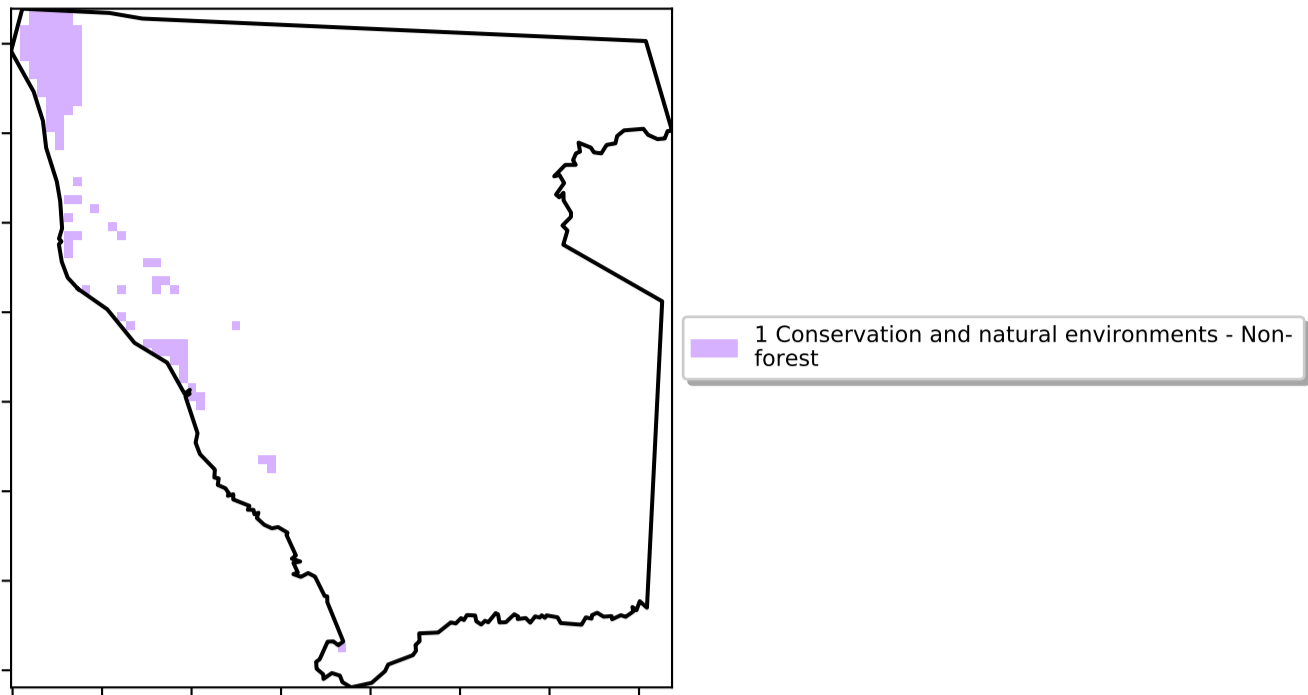 1 Conservation and natural environments - Non-
forest